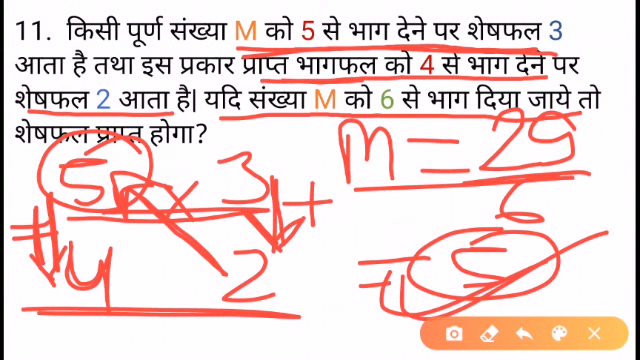 11. किसी पूर्ण संख्या M को 5 से भाग देने पर शेषफल 3
आता है तथा इस प्रकार प्राप्त भागफल को 4 से भाग देने पर
शेषफल 2 आता है| यदि संख्या M को 6 से भाग दिया जाये तो
शेषफल प्राप्त होगा?
5 × 3 +
4 2
M = 29
6
= 5